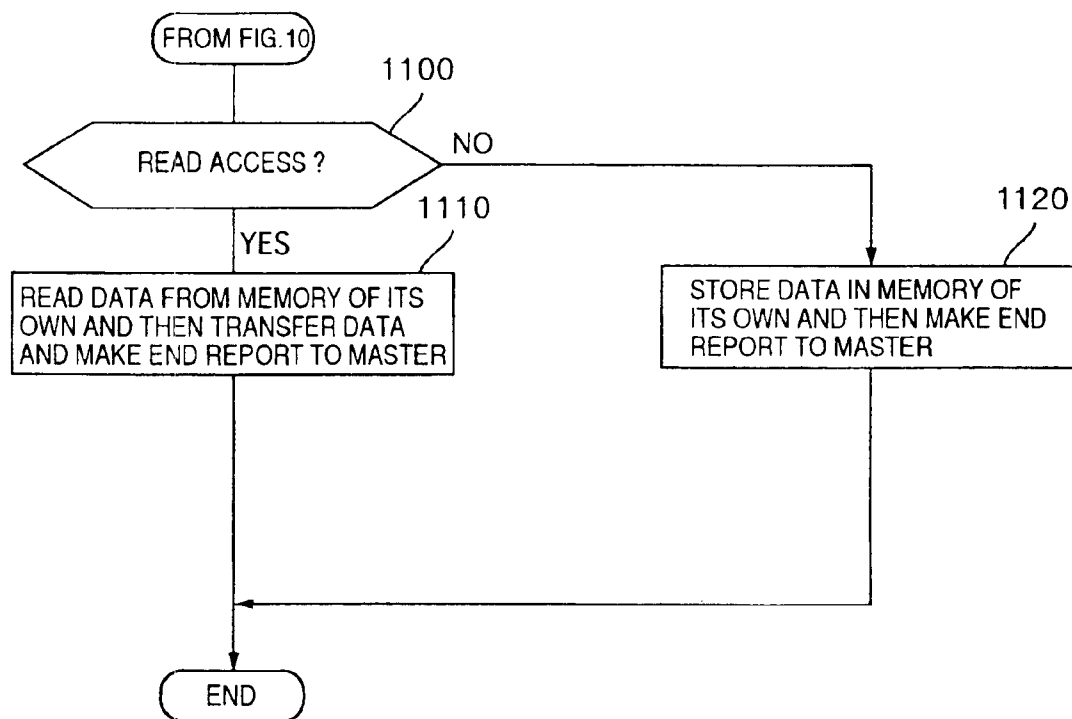 FROM FIG.10
1100
READ ACCESS ?
NO
YES
1110
READ DATA FROM MEMORY OF ITS
OWN AND THEN TRANSFER DATA
AND MAKE END REPORT TO MASTER
1120
STORE DATA IN MEMORY OF
ITS OWN AND THEN MAKE END
REPORT TO MASTER
END